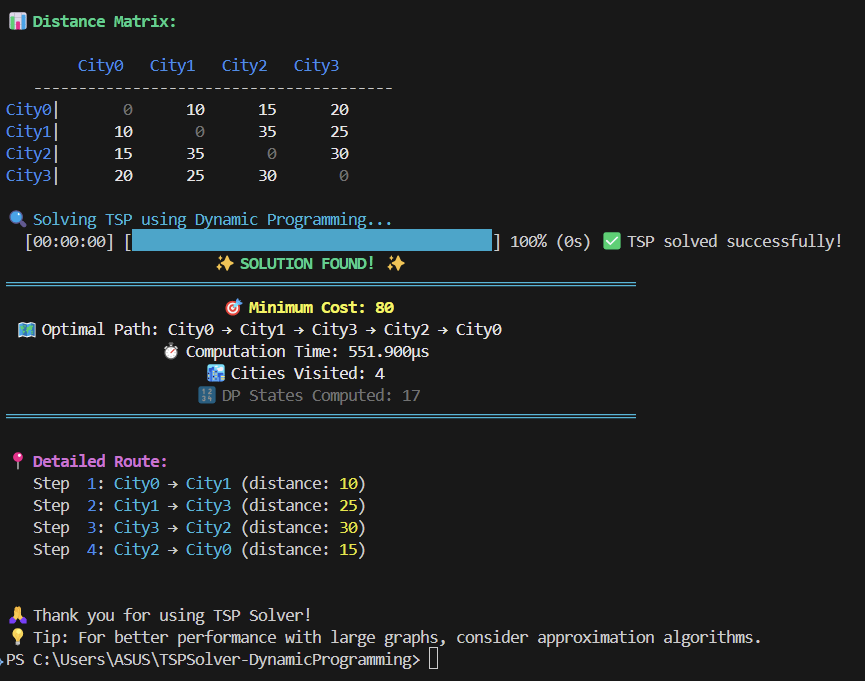 📊 Distance Matrix:
City0 City1 City2 City3
----------------------------------------
City0| 0 10 15 20
City1| 10 0 35 25
City2| 15 35 0 30
City3| 20 25 30 0
🔍 Solving TSP using Dynamic Programming...
[00:00:00] [ ] 100% (0s) ✅ TSP solved successfully!
✨ SOLUTION FOUND! ✨
🎯 Minimum Cost: 80
🗺️ Optimal Path: City0 → City1 → City3 → City2 → City0
⏱️ Computation Time: 551.900µs
🏙️ Cities Visited: 4
🔢 DP States Computed: 17
📍 Detailed Route:
Step 1: City0 → City1 (distance: 10)
Step 2: City1 → City3 (distance: 25)
Step 3: City3 → City2 (distance: 30)
Step 4: City2 → City0 (distance: 15)
🙏 Thank you for using TSP Solver!
💡 Tip: For better performance with large graphs, consider approximation algorithms.
PS C:\Users\ASUS\TSPSolver-DynamicProgramming>